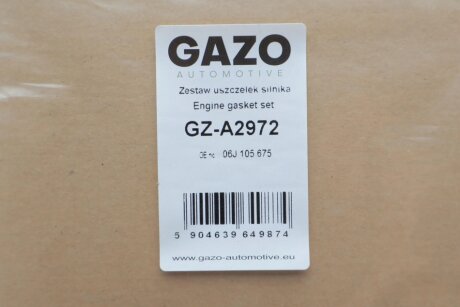 GAZO
AUTOMOTIVE
Zestaw uszczelek silnika
Engine gasket set
GZ-A2972
OE nr 06J 105 675
5 904639 649874
www.gazo-automotive.eu